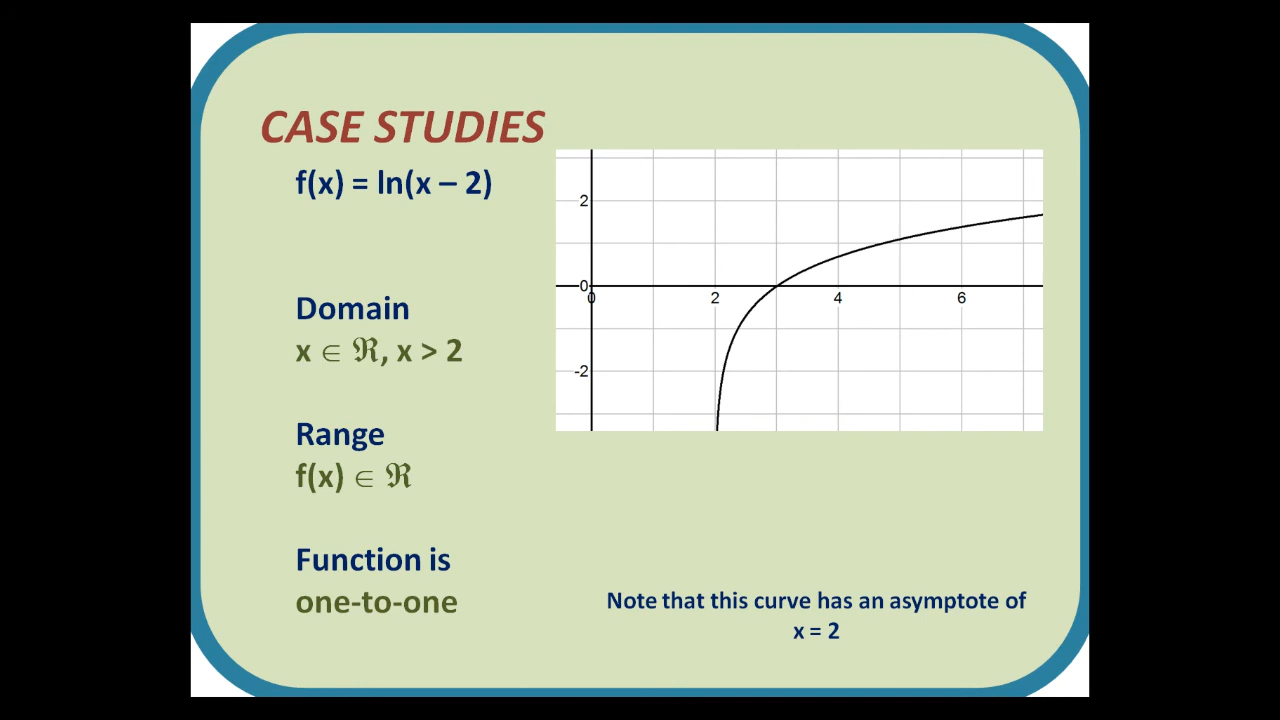 CASE STUDIES
f(x) = ln(x – 2)
2
0
0
2
4
6
-2
Domain
x ∈ ℜ, x > 2
Range
f(x) ∈ ℜ
Function is
one-to-one
Note that this curve has an asymptote of
x = 2